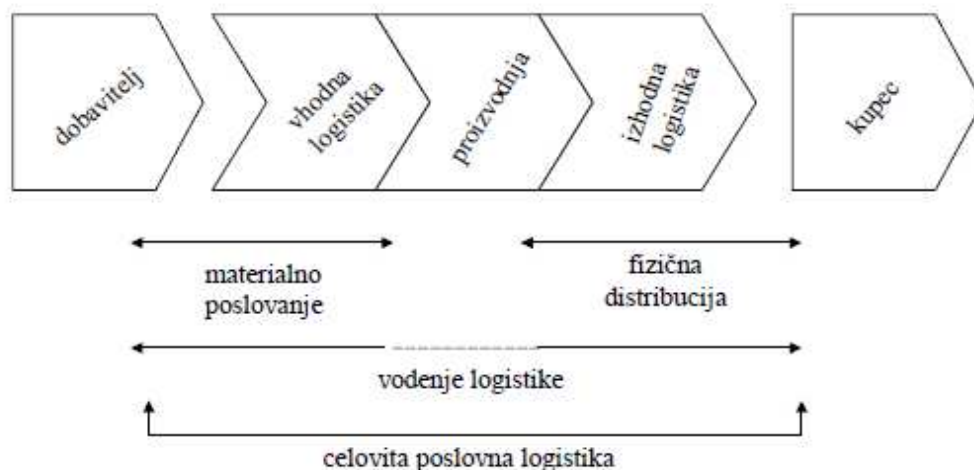 dobavitelj
vhodna
logistika
proizvodnja
izhodna
logistika
kupec
materialno
poslovanje
fizična
distribucija
vodenje logistike
celovita poslovna logistika